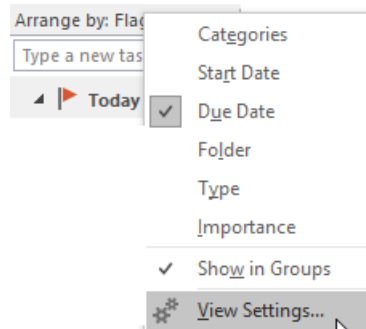 Arrange by: Flag
Type a new tas
Today
Categories
Start Date
Due Date
Folder
Type
Importance
Show in Groups
View Settings...